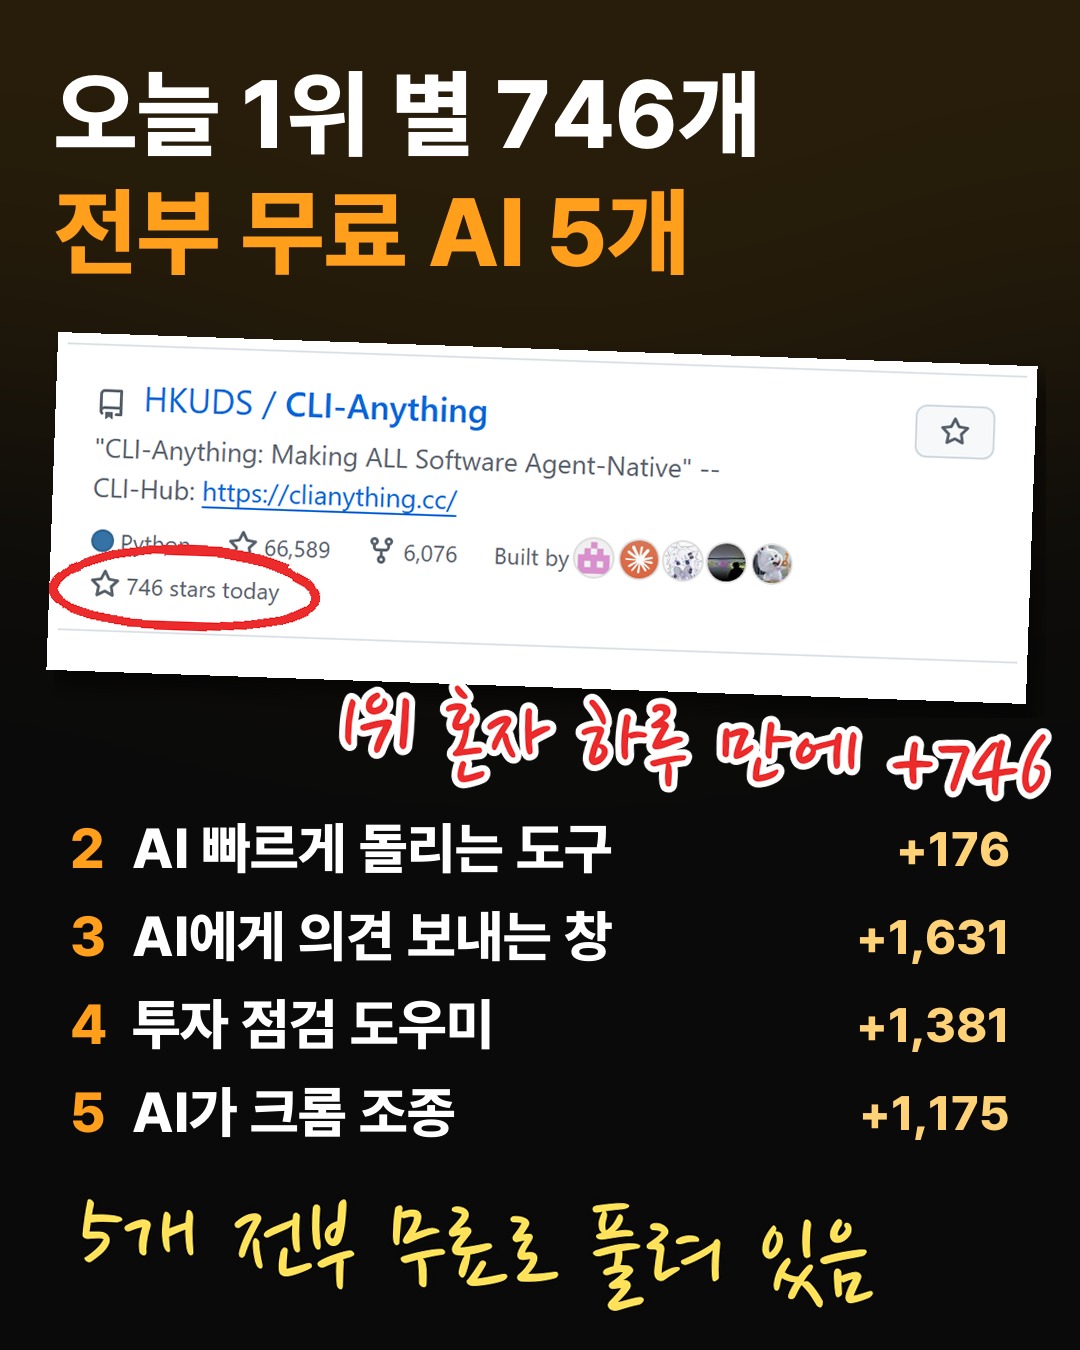 오늘 1위 별 746개
전부 무료 AI 5개
HKUDS / CLI-Anything
"CLI-Anything: Making ALL Software Agent-Native" --
CLI-Hub: https://clianything.cc/
Python 66,589 6,076 Built by
746 stars today
1위 혼자 하루 만에 +746
2 AI 빠르게 돌리는 도구 +176
3 AI에게 의견 보내는 창 +1,631
4 투자 점검 도우미 +1,381
5 AI가 크롬 조종 +1,175
5개 전부 무료로 풀려 있음